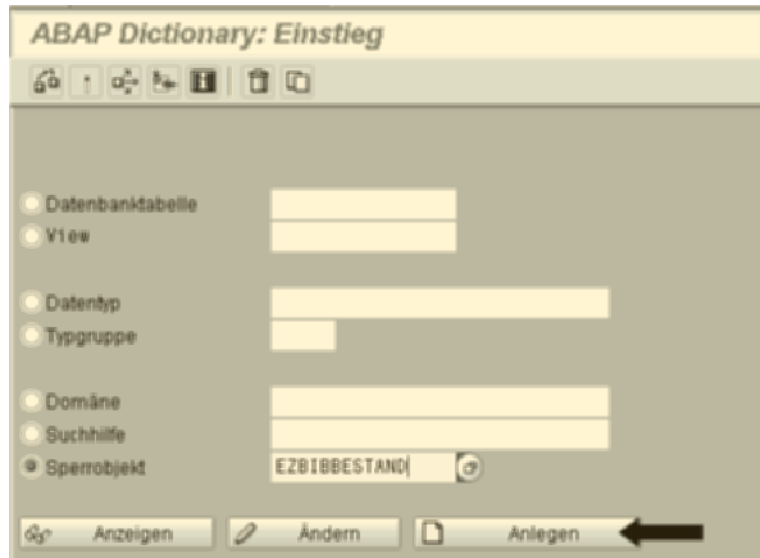 ABAP Dictionary: Einstieg
Datenbanktabelle
View
Datentyp
Typgruppe
Domäne
Suchhilfe
Sperrobjekt EZBIBBESTAND
Anzeigen Ändern Anlegen